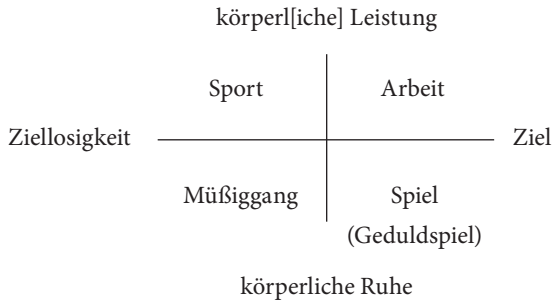 körperl[iche] Leistung
Sport Arbeit
Ziellosigkeit Ziel
Müßiggang Spiel
(Geduldspiel)
körperliche Ruhe